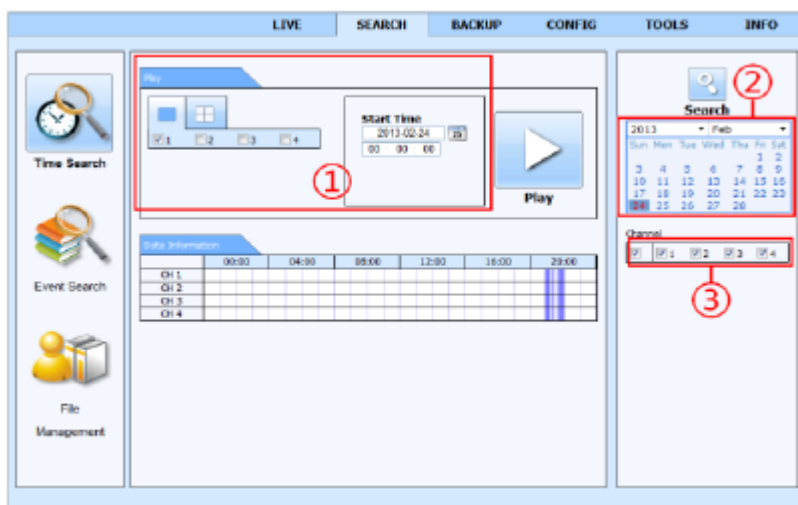 LIVE SEARCH BACKUP CONFIG TOOLS INFO
Time Search
Event Search
File
Management
Play
1 2 3 4
Start Time
2013-02-24
00 : 00 : 00
Play
①
Data Information
00:00 04:00 08:00 12:00 16:00 20:00
CH 1
CH 2
CH 3
CH 4
Search
②
2013 Feb
Sun Mon Tue Wed Thu Fri Sat
1 2
3 4 5 6 7 8 9
10 11 12 13 14 15 16
17 18 19 20 21 22 23
24 25 26 27 28
Channel
1 2 3 4
③